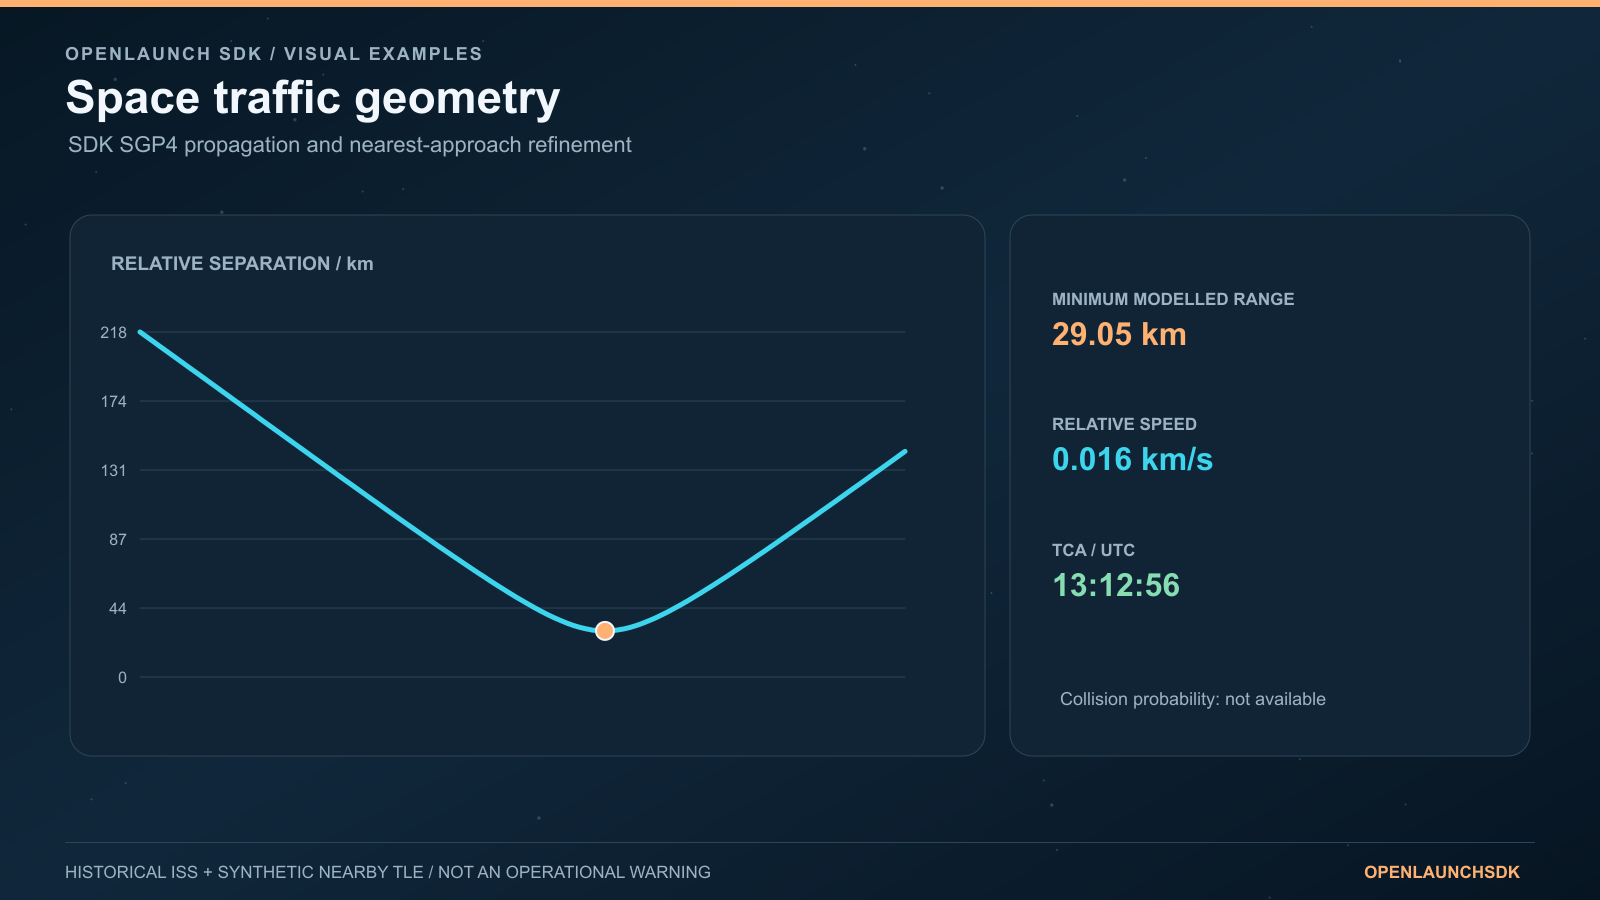 OPENLAUNCH SDK / VISUAL EXAMPLES
Space traffic geometry
SDK SGP4 propagation and nearest-approach refinement
RELATIVE SEPARATION / km
218
174
131
87
44
0
MINIMUM MODELLED RANGE
29.05 km
RELATIVE SPEED
0.016 km/s
TCA / UTC
13:12:56
Collision probability: not available
HISTORICAL ISS + SYNTHETIC NEARBY TLE / NOT AN OPERATIONAL WARNING
OPENLAUNCHSDK